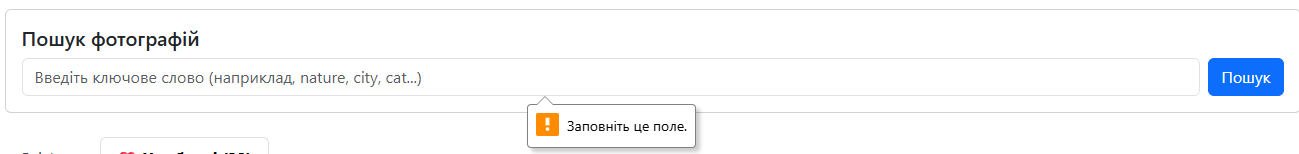 Пошук фотографій
Введіть ключове слово (наприклад, nature, city, cat...)
Пошук
Заповніть це поле.